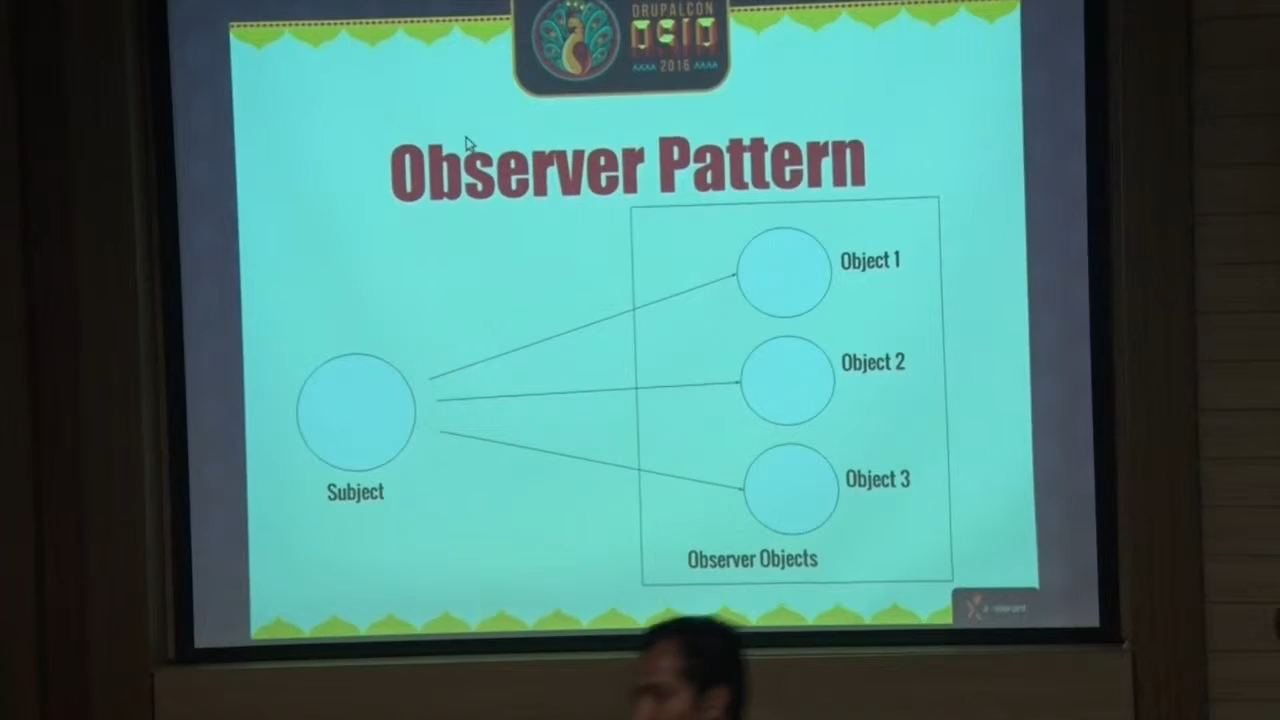 DRUPALCON
2016
Observer Pattern
Object 1
Object 2
Subject
Object 3
Observer Objects